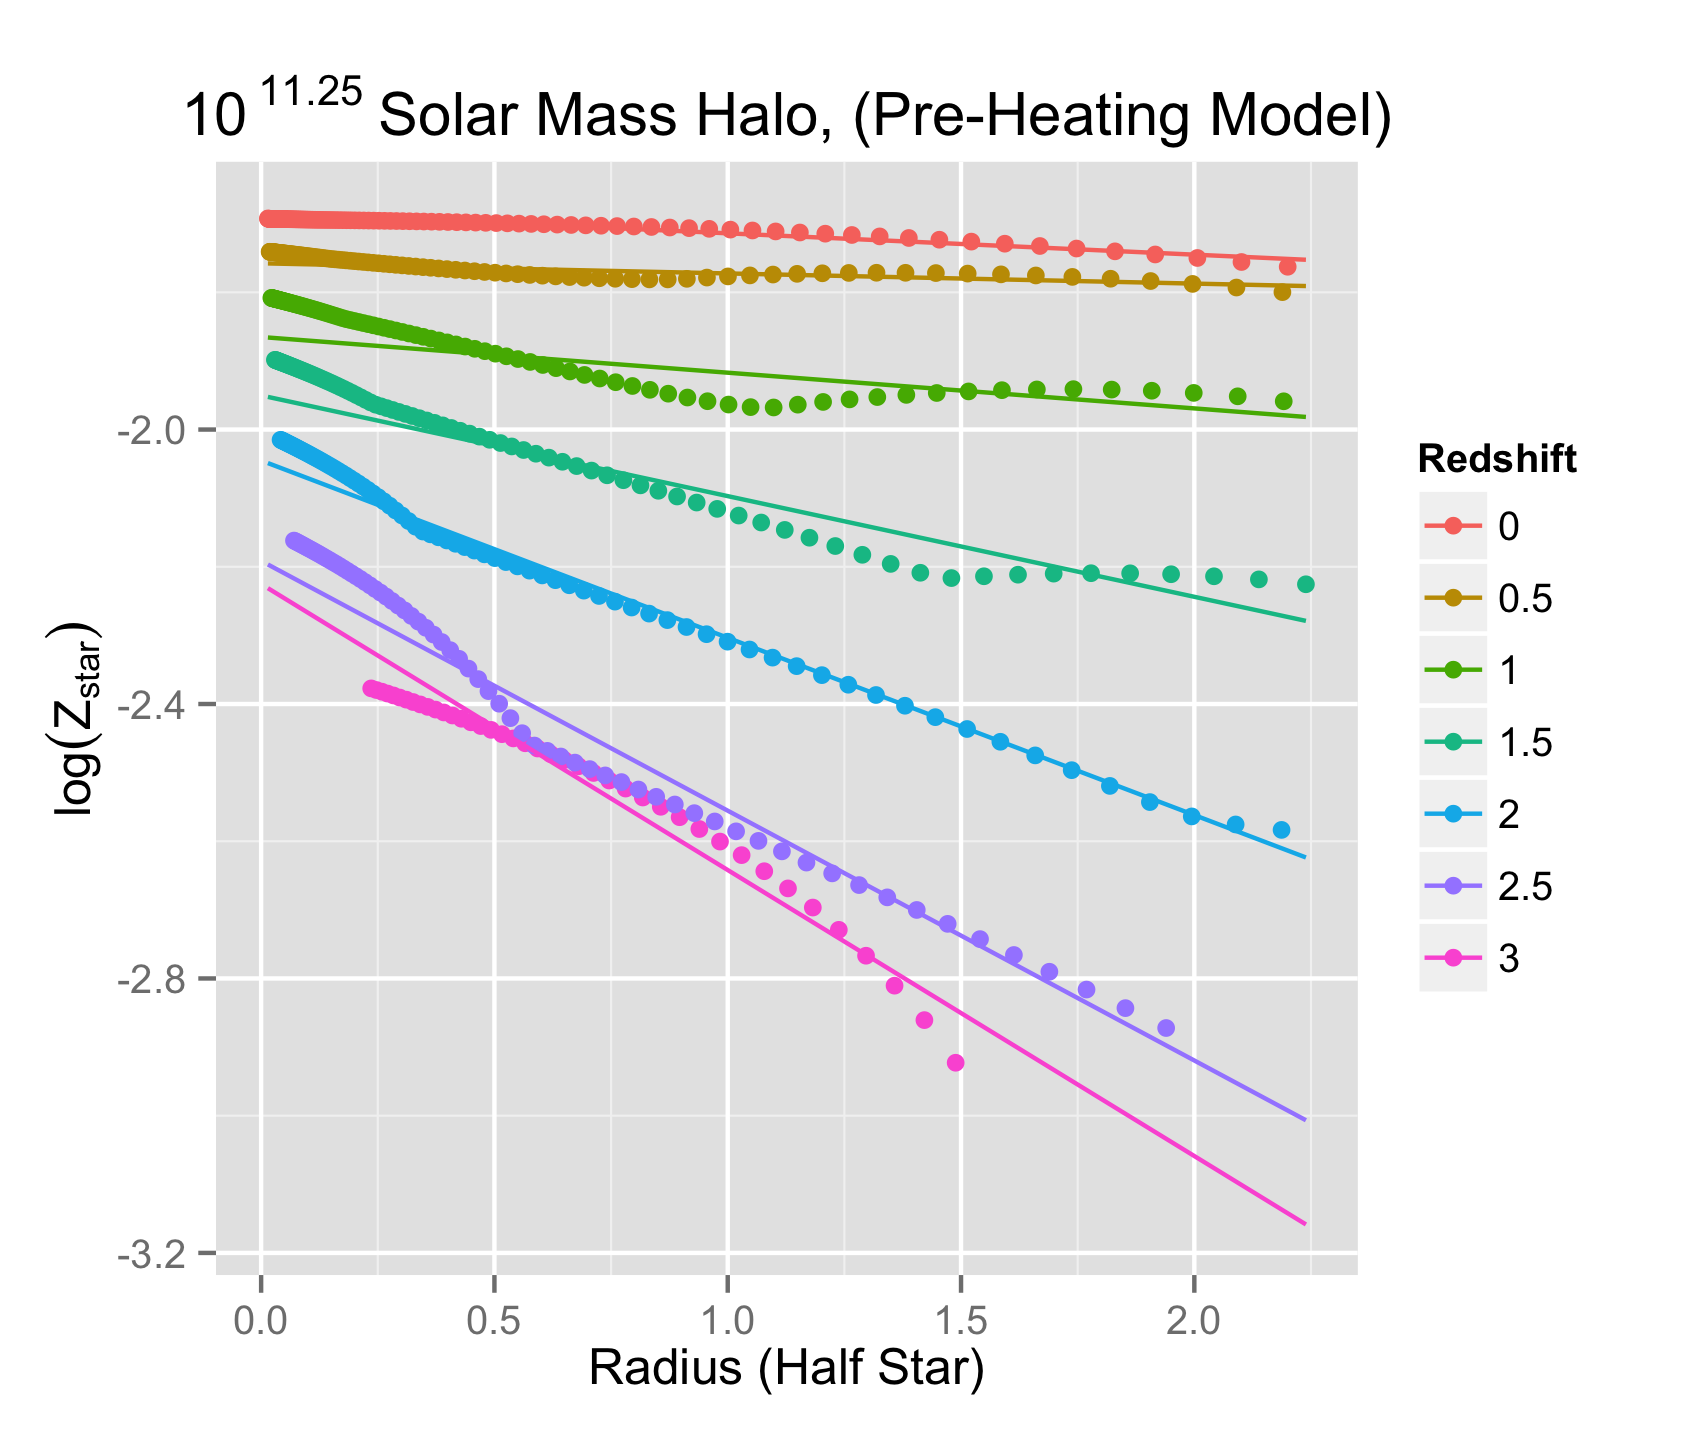 10^11.25 Solar Mass Halo, (Pre-Heating Model)
log(Z_star)
-2.0
-2.4
-2.8
-3.2
0.0 0.5 1.0 1.5 2.0
Radius (Half Star)
Redshift
0
0.5
1
1.5
2
2.5
3